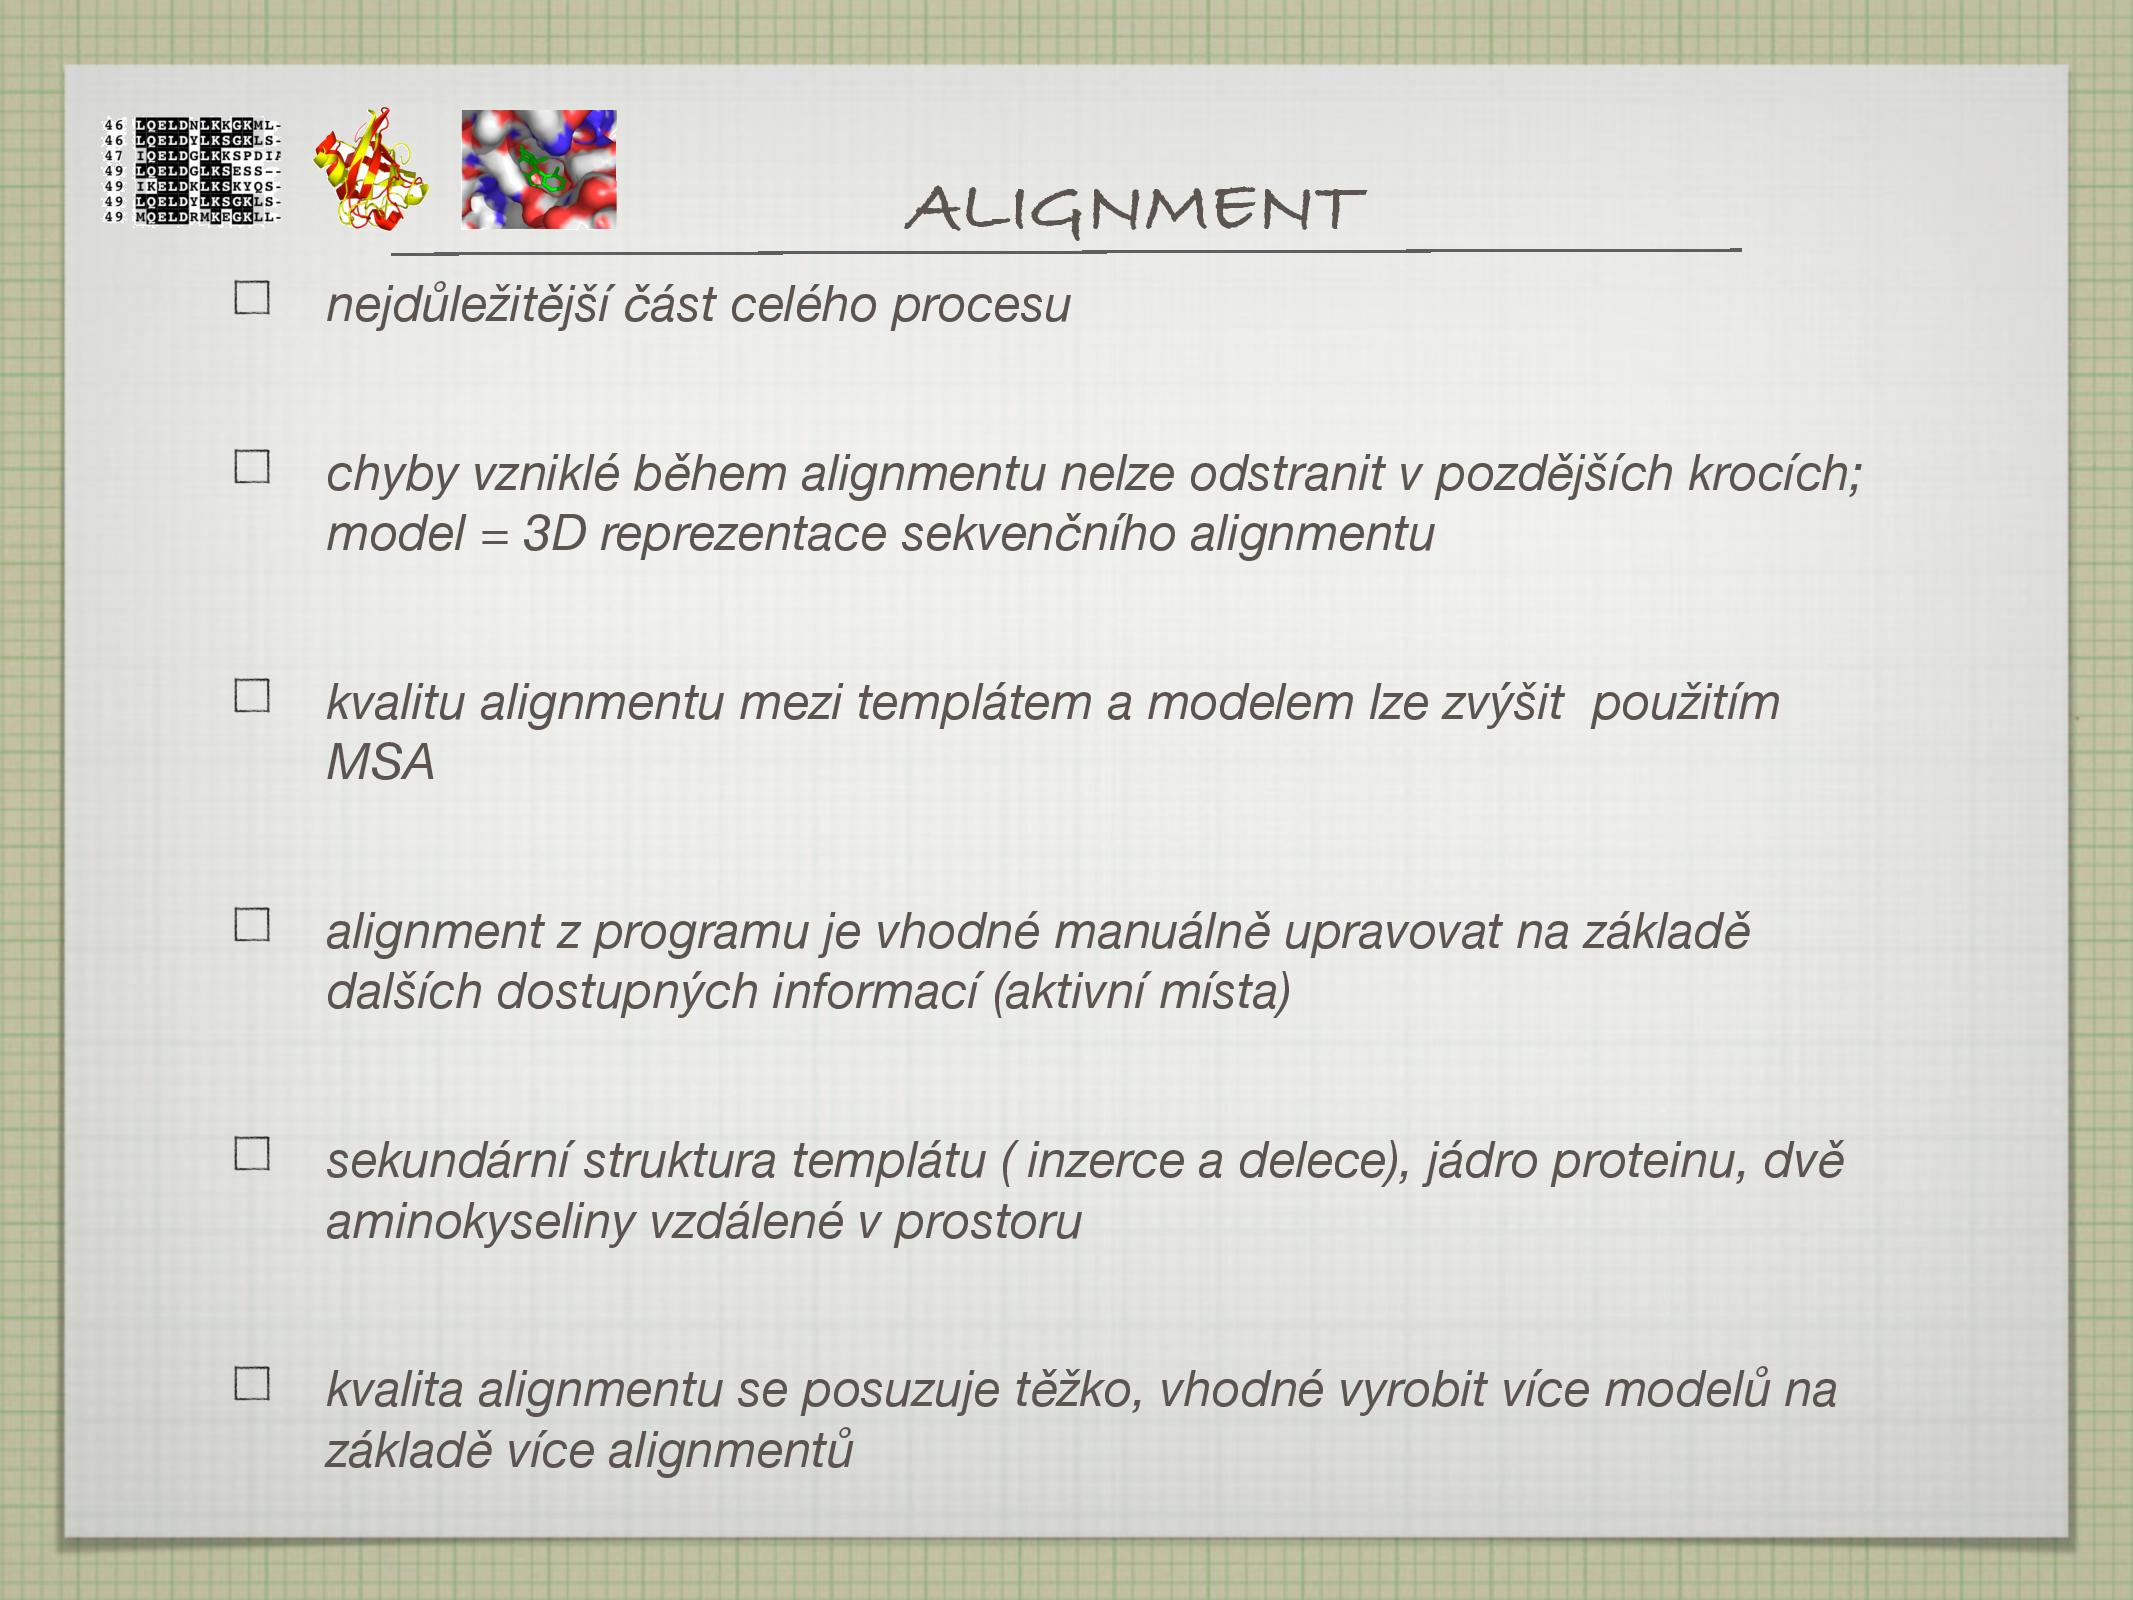 46 LQELDNLKKGKML-
46 LQELDYLKSGKLS-
47 IQELDGLKKSPDIA
49 LQELDGLKSESS--
49 IKELDKLKSKYQS-
49 LQELDYLKSGKLS-
49 MQELDRMKEGKLL-
ALIGNMENT
nejdůležitější část celého procesu
chyby vzniklé během alignmentu nelze odstranit v pozdějších krocích;
model = 3D reprezentace sekvenčního alignmentu
kvalitu alignmentu mezi templátem a modelem lze zvýšit  použitím
MSA
alignment z programu je vhodné manuálně upravovat na základě
dalších dostupných informací (aktivní místa)
sekundární struktura templátu ( inzerce a delece), jádro proteinu, dvě
aminokyseliny vzdálené v prostoru
kvalita alignmentu se posuzuje těžko, vhodné vyrobit více modelů na
základě více alignmentů